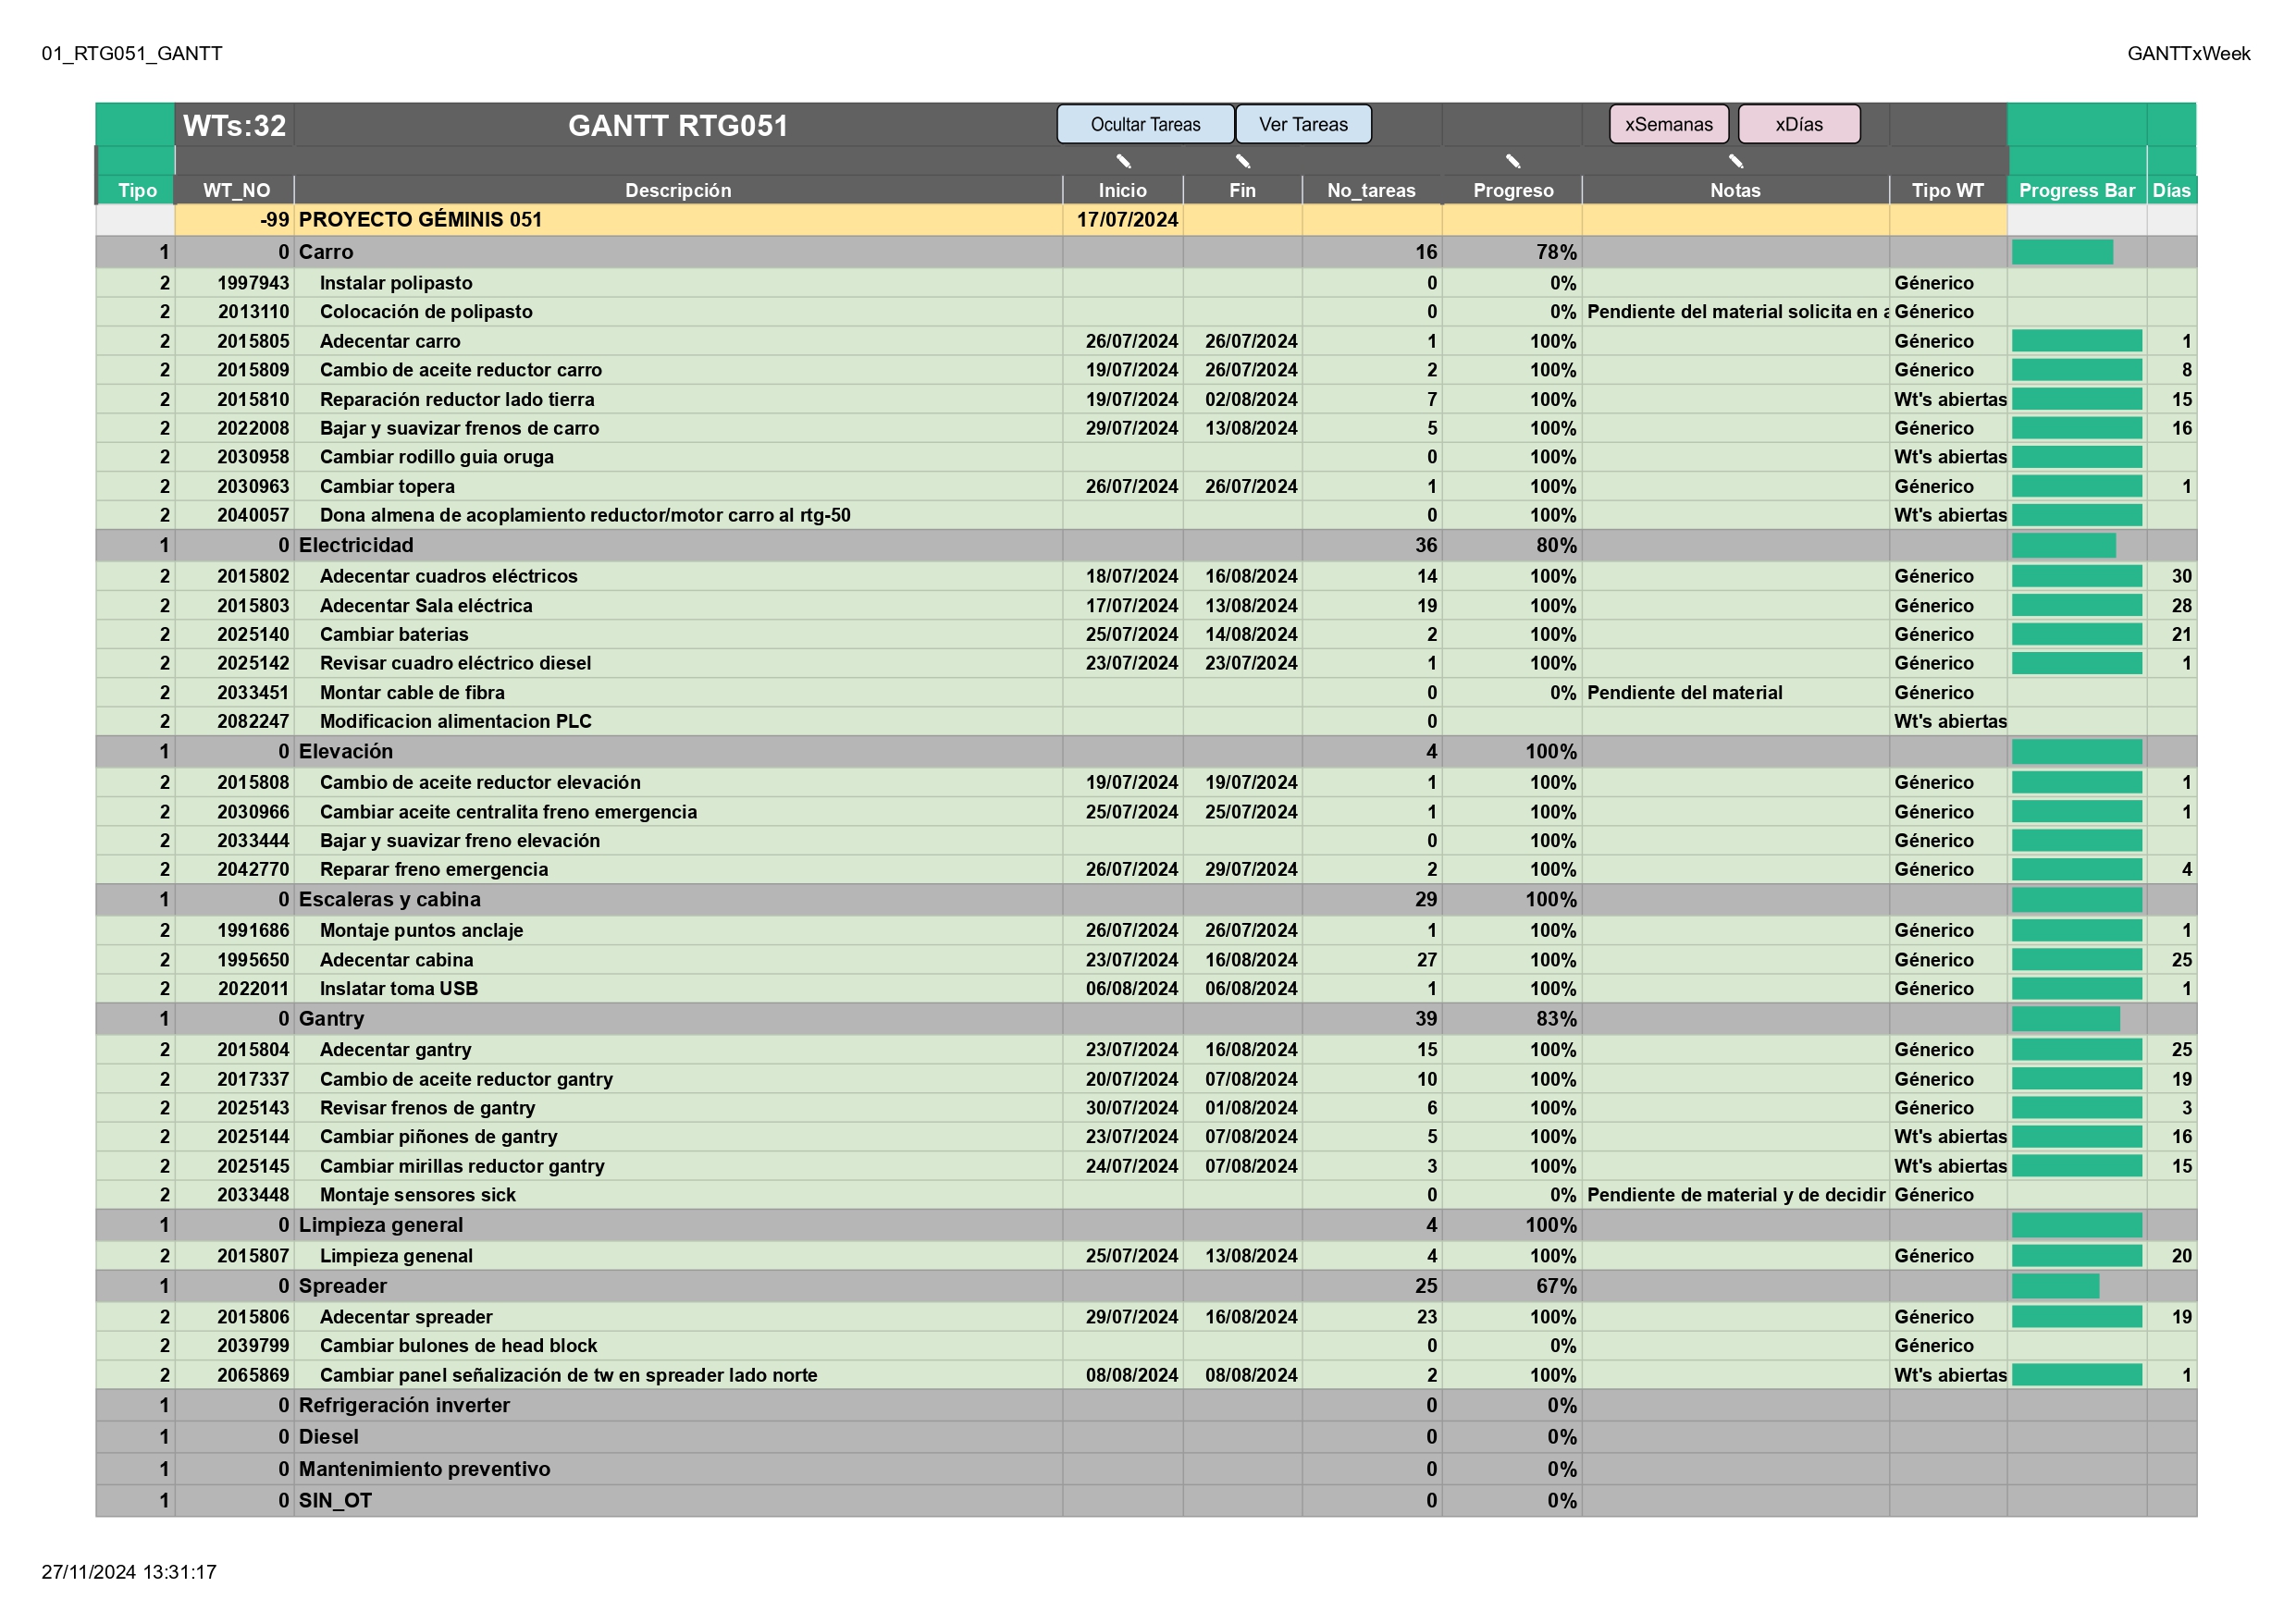 01_RTG051_GANTT GANTTxWeek
WTs:32 GANTT RTG051 Ocultar Tareas Ver Tareas xSemanas xDías
Tipo WT_NO Descripción Inicio Fin No_tareas Progreso Notas Tipo WT Progress Bar Días
-99 PROYECTO GÉMINIS 051 17/07/2024
1 0 Carro 16 78%
2 1997943 Instalar polipasto 0 0% Génerico
2 2013110 Colocación de polipasto 0 0% Pendiente del material solicita en Génerico
2 2015805 Adecentar carro 26/07/2024 26/07/2024 1 100% Génerico 1
2 2015809 Cambio de aceite reductor carro 19/07/2024 26/07/2024 2 100% Génerico 8
2 2015810 Reparación reductor lado tierra 19/07/2024 02/08/2024 7 100% Wt's abiertas 15
2 2022008 Bajar y suavizar frenos de carro 29/07/2024 13/08/2024 5 100% Génerico 16
2 2030958 Cambiar rodillo guia oruga 0 100% Wt's abiertas
2 2030963 Cambiar topera 26/07/2024 26/07/2024 1 100% Génerico 1
2 2040057 Dona almena de acoplamiento reductor/motor carro al rtg-50 0 100% Wt's abiertas
1 0 Electricidad 36 80%
2 2015802 Adecentar cuadros eléctricos 18/07/2024 16/08/2024 14 100% Génerico 30
2 2015803 Adecentar Sala eléctrica 17/07/2024 13/08/2024 19 100% Génerico 28
2 2025140 Cambiar baterias 25/07/2024 14/08/2024 2 100% Génerico 21
2 2025142 Revisar cuadro eléctrico diesel 23/07/2024 23/07/2024 1 100% Génerico 1
2 2033451 Montar cable de fibra 0 0% Pendiente del material Génerico
2 2082247 Modificacion alimentacion PLC 0 Wt's abiertas
1 0 Elevación 4 100%
2 2015808 Cambio de aceite reductor elevación 19/07/2024 19/07/2024 1 100% Génerico 1
2 2030966 Cambiar aceite centralita freno emergencia 25/07/2024 25/07/2024 1 100% Génerico 1
2 2033444 Bajar y suavizar freno elevación 0 100% Génerico
2 2042770 Reparar freno emergencia 26/07/2024 29/07/2024 2 100% Génerico 4
1 0 Escaleras y cabina 29 100%
2 1991686 Montaje puntos anclaje 26/07/2024 26/07/2024 1 100% Génerico 1
2 1995650 Adecentar cabina 23/07/2024 16/08/2024 27 100% Génerico 25
2 2022011 Inslatar toma USB 06/08/2024 06/08/2024 1 100% Génerico 1
1 0 Gantry 39 83%
2 2015804 Adecentar gantry 23/07/2024 16/08/2024 15 100% Génerico 25
2 2017337 Cambio de aceite reductor gantry 20/07/2024 07/08/2024 10 100% Génerico 19
2 2025143 Revisar frenos de gantry 30/07/2024 01/08/2024 6 100% Génerico 3
2 2025144 Cambiar piñones de gantry 23/07/2024 07/08/2024 5 100% Wt's abiertas 16
2 2025145 Cambiar mirillas reductor gantry 24/07/2024 07/08/2024 3 100% Wt's abiertas 15
2 2033448 Montaje sensores sick 0 0% Pendiente de material y de decidir Génerico
1 0 Limpieza general 4 100%
2 2015807 Limpieza genenal 25/07/2024 13/08/2024 4 100% Génerico 20
1 0 Spreader 25 67%
2 2015806 Adecentar spreader 29/07/2024 16/08/2024 23 100% Génerico 19
2 2039799 Cambiar bulones de head block 0 0% Génerico
2 2065869 Cambiar panel señalización de tw en spreader lado norte 08/08/2024 08/08/2024 2 100% Wt's abiertas 1
1 0 Refrigeración inverter 0 0%
1 0 Diesel 0 0%
1 0 Mantenimiento preventivo 0 0%
1 0 SIN_OT 0 0%
27/11/2024 13:31:17